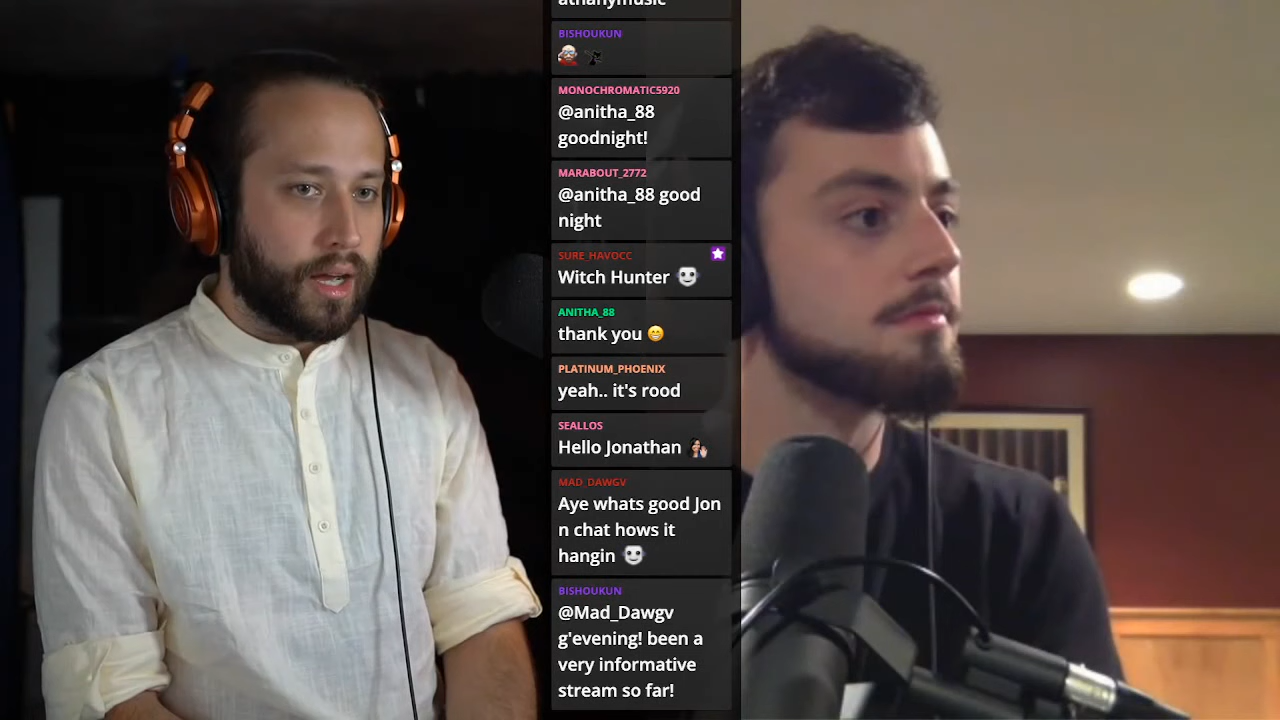 athanymusic
BISHOUKUN
MONOCHROMATIC5920
@anitha_88
goodnight!
MARABOUT_2772
@anitha_88 good
night
SURE_HAVOCC
Witch Hunter
ANITHA_88
thank you
PLATINUM_PHOENIX
yeah.. it's rood
SEALLOS
Hello Jonathan
MAD_DAWGV
Aye whats good Jon
n chat hows it
hangin
BISHOUKUN
@Mad_Dawgv
g'evening! been a
very informative
stream so far!